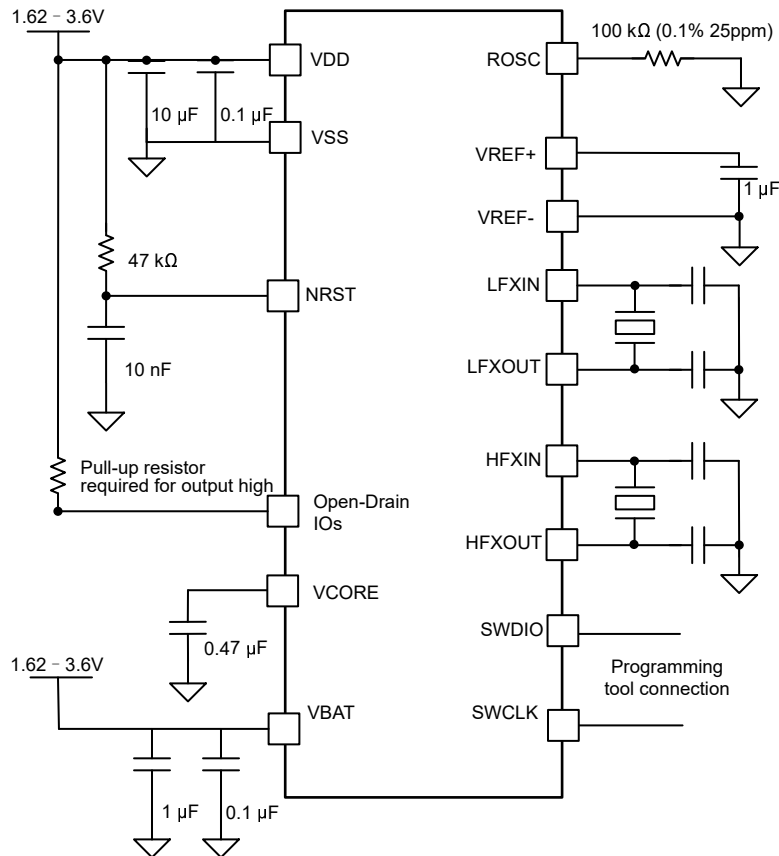 1.62 - 3.6V
VDD
10 µF
0.1 µF
VSS
47 kΩ
NRST
10 nF
Pull-up resistor
required for output high
Open-Drain
IOs
VCORE
0.47 µF
1.62 - 3.6V
VBAT
1 µF
0.1 µF
100 kΩ (0.1% 25ppm)
ROSC
VREF+
1 µF
VREF-
LFXIN
LFXOUT
HFXIN
HFXOUT
SWDIO
Programming
tool connection
SWCLK